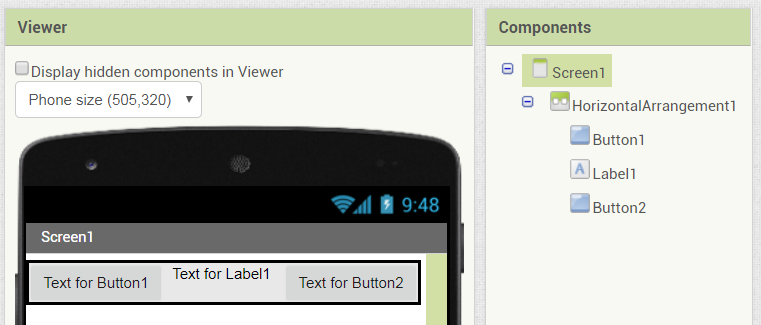 Viewer
Display hidden components in Viewer
Phone size (505,320)
9:48
Screen1
Text for Button1 Text for Label1 Text for Button2
Components
Screen1
HorizontalArrangement1
Button1
A Label1
Button2